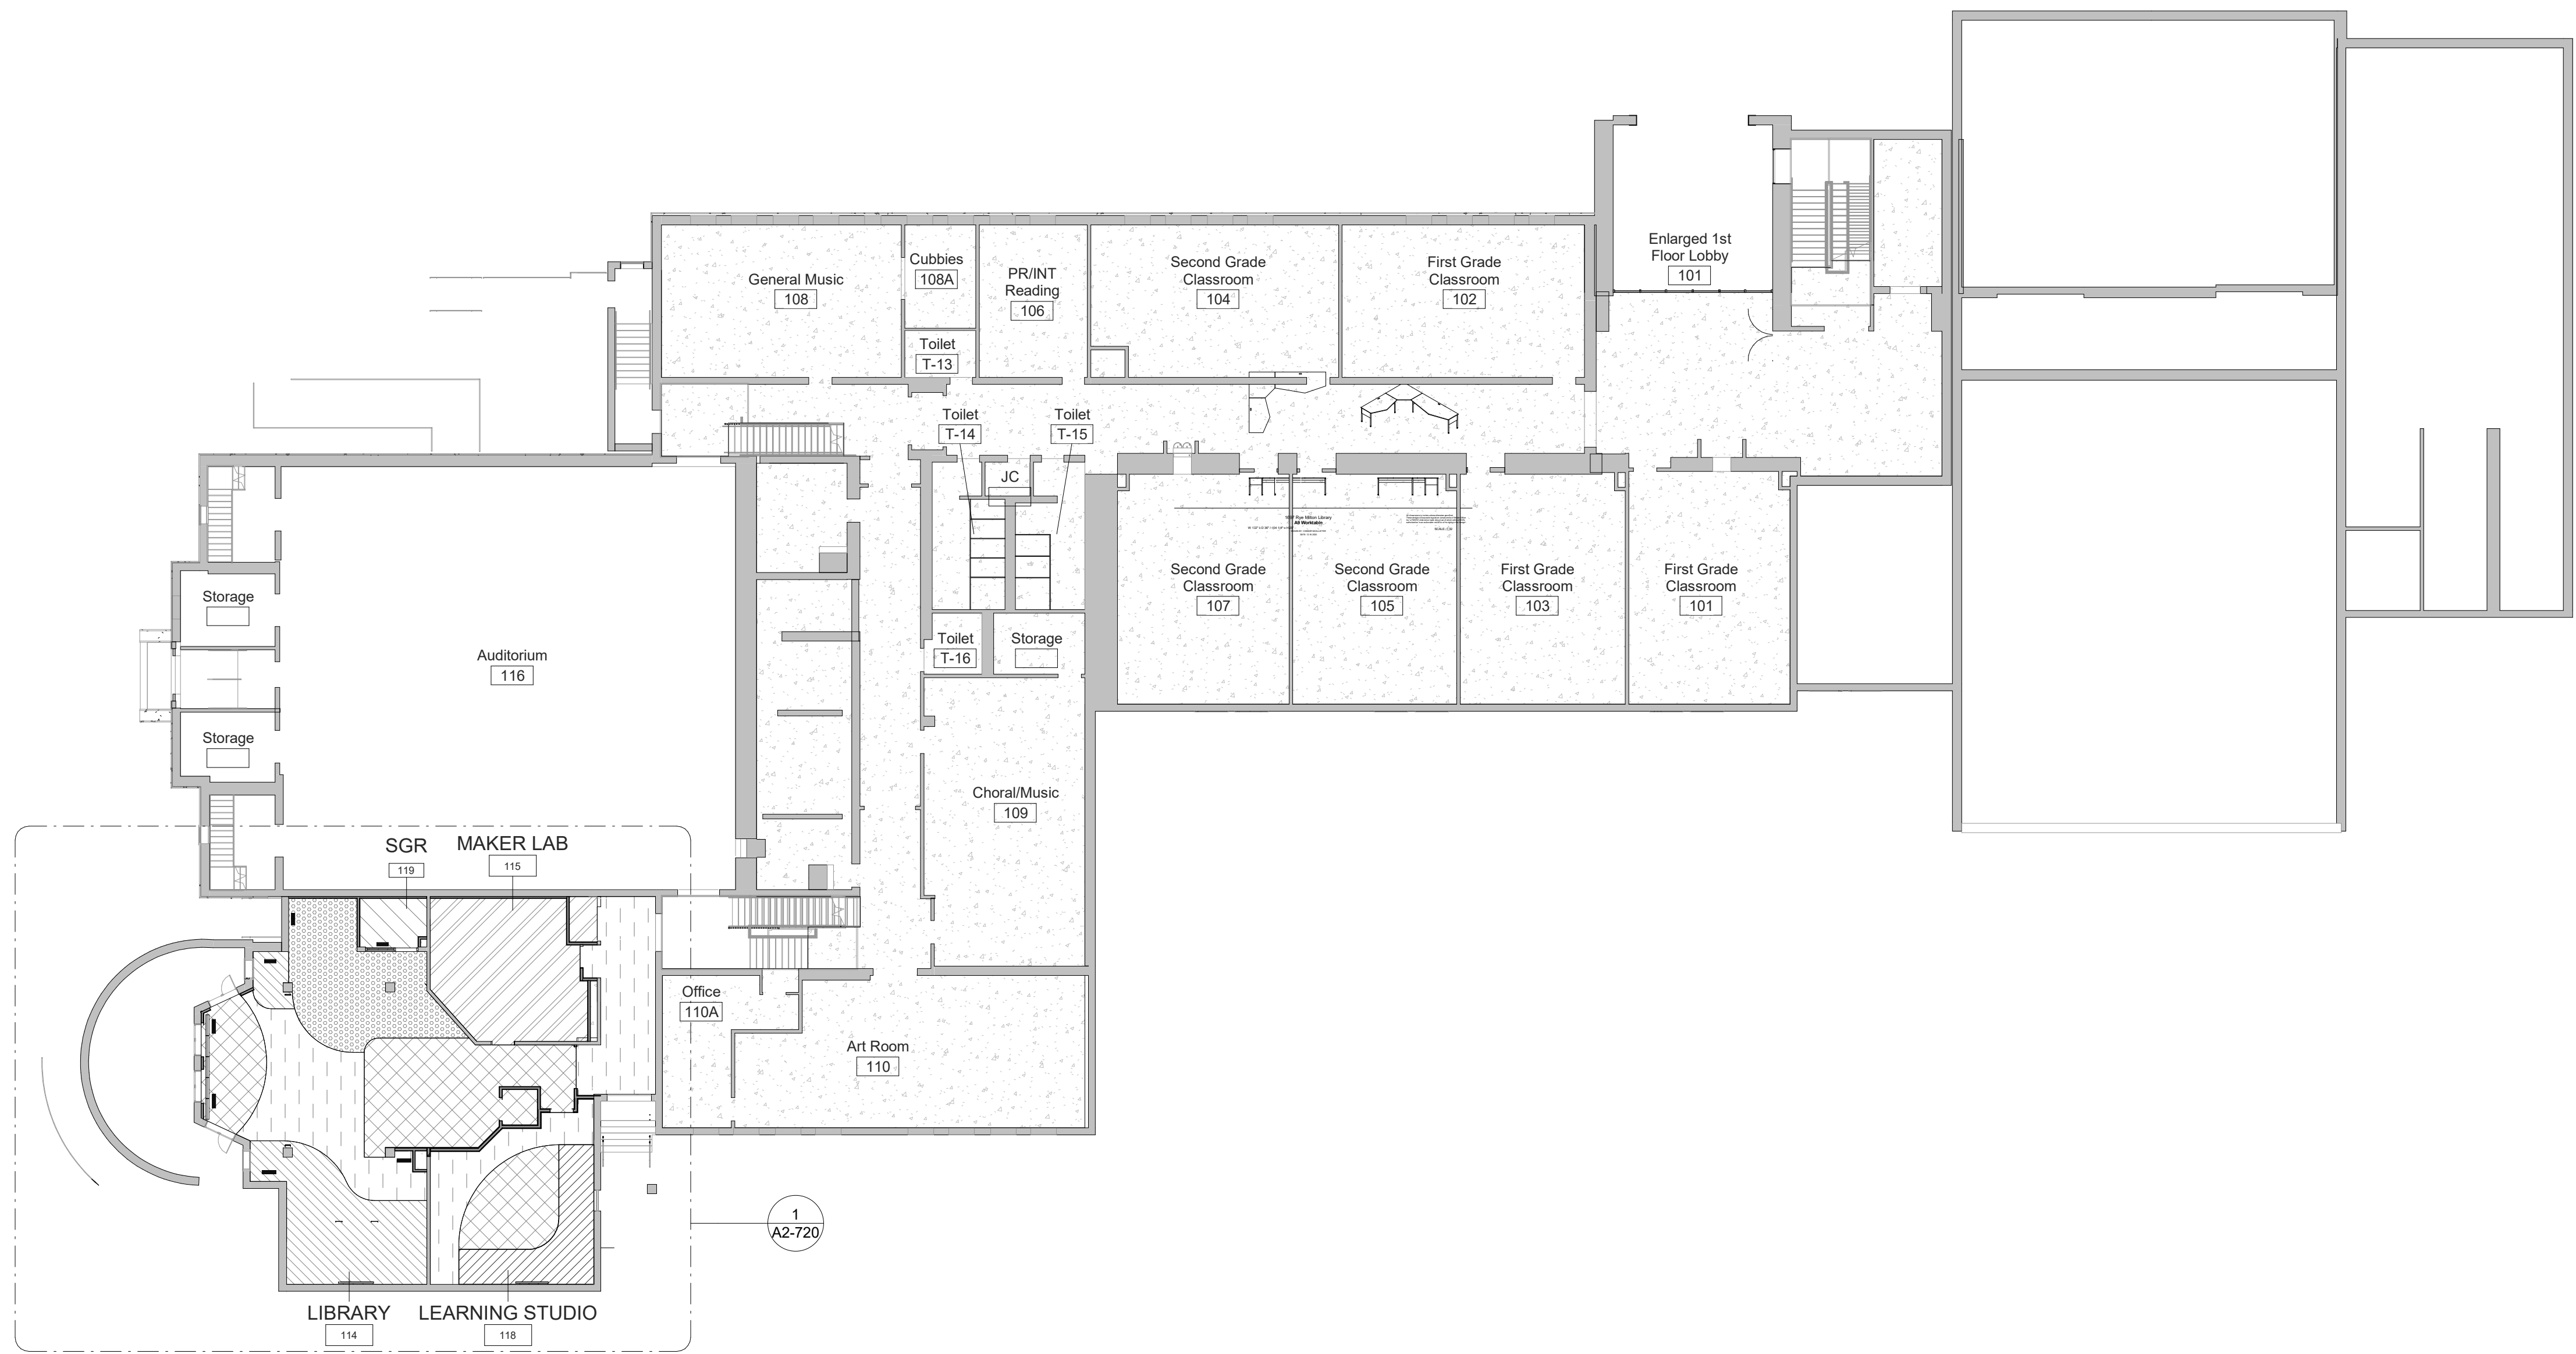 Enlarged 1st
Floor Lobby
101
General Music
108
Cubbies
108A
PR/INT
Reading
106
Second Grade
Classroom
104
First Grade
Classroom
102
Toilet
T-13
Toilet
T-14
Toilet
T-15
JC
All Worktable
Second Grade
Classroom
107
Second Grade
Classroom
105
First Grade
Classroom
103
First Grade
Classroom
101
Storage
Toilet
T-16
Storage
Auditorium
116
Storage
Choral/Music
109
SGR
119
MAKER LAB
115
Office
110A
Art Room
110
1
A2-720
LIBRARY
114
LEARNING STUDIO
118